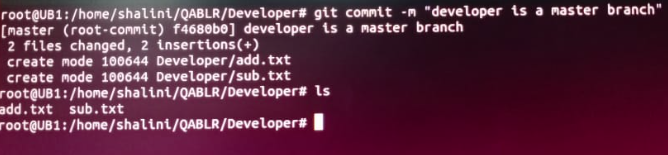 root@UB1:/home/shalini/QABLR/Developer# git commit -m "developer is a master branch"
[master (root-commit) f4680b0] developer is a master branch
 2 files changed, 2 insertions(+)
 create mode 100644 Developer/add.txt
 create mode 100644 Developer/sub.txt
root@UB1:/home/shalini/QABLR/Developer# ls
add.txt  sub.txt
root@UB1:/home/shalini/QABLR/Developer#